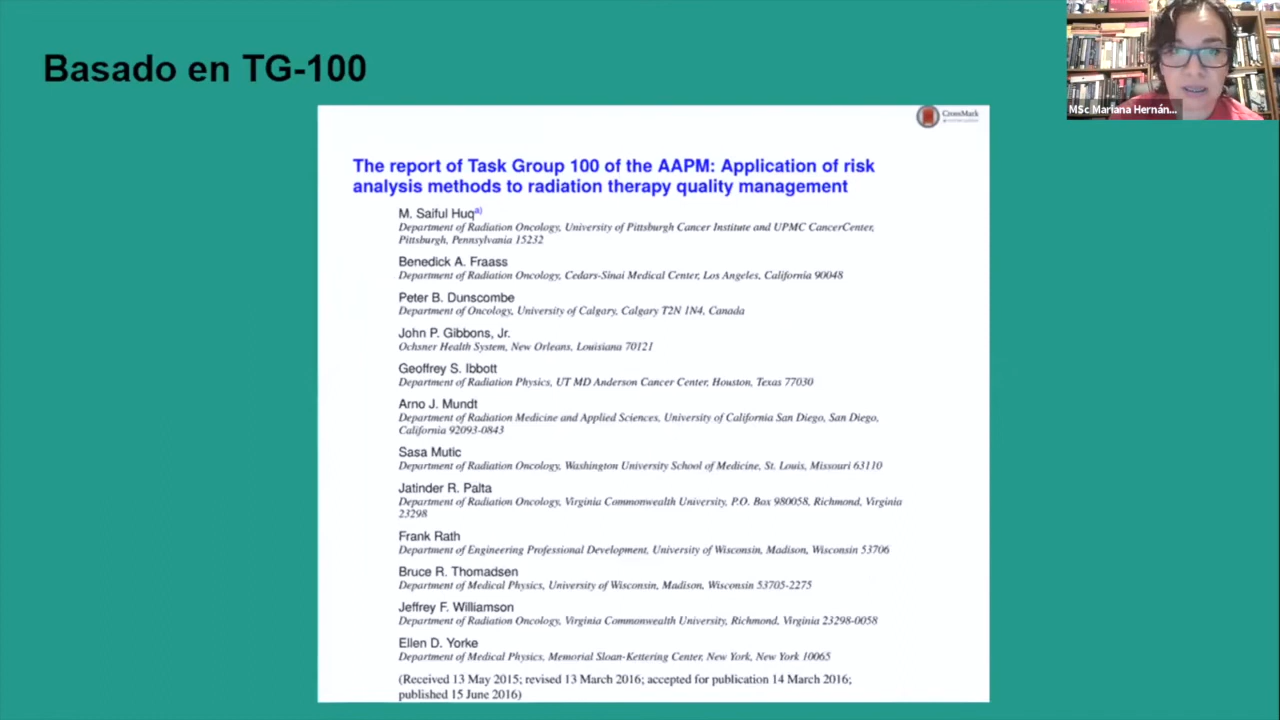 Basado en TG-100
MSc Mariana Hernán...
CrossMark
The report of Task Group 100 of the AAPM: Application of risk
analysis methods to radiation therapy quality management
M. Saiful Huqa)
Department of Radiation Oncology, University of Pittsburgh Cancer Institute and UPMC CancerCenter,
Pittsburgh, Pennsylvania 15232
Benedick A. Fraass
Department of Radiation Oncology, Cedars-Sinai Medical Center, Los Angeles, California 90048
Peter B. Dunscombe
Department of Oncology, University of Calgary, Calgary T2N 1N4, Canada
John P. Gibbons, Jr.
Ochsner Health System, New Orleans, Louisiana 70121
Geoffrey S. Ibbott
Department of Radiation Physics, UT MD Anderson Cancer Center, Houston, Texas 77030
Arno J. Mundt
Department of Radiation Medicine and Applied Sciences, University of California San Diego, San Diego,
California 92093-0843
Sasa Mutic
Department of Radiation Oncology, Washington University School of Medicine, St. Louis, Missouri 63110
Jatinder R. Palta
Department of Radiation Oncology, Virginia Commonwealth University, P.O. Box 980058, Richmond, Virginia
23298
Frank Rath
Department of Engineering Professional Development, University of Wisconsin, Madison, Wisconsin 53706
Bruce R. Thomadsen
Department of Medical Physics, University of Wisconsin, Madison, Wisconsin 53705-2275
Jeffrey F. Williamson
Department of Radiation Oncology, Virginia Commonwealth University, Richmond, Virginia 23298-0058
Ellen D. Yorke
Department of Medical Physics, Memorial Sloan-Kettering Center, New York, New York 10065
(Received 13 May 2015; revised 13 March 2016; accepted for publication 14 March 2016;
published 15 June 2016)